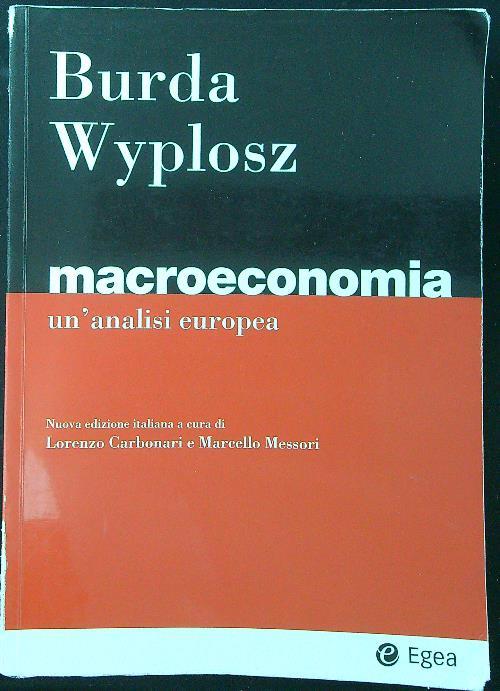 Burda
Wyplosz
macroeconomia
un'analisi europea
Nuova edizione italiana a cura di
Lorenzo Carbonari e Marcello Messori
e Egea